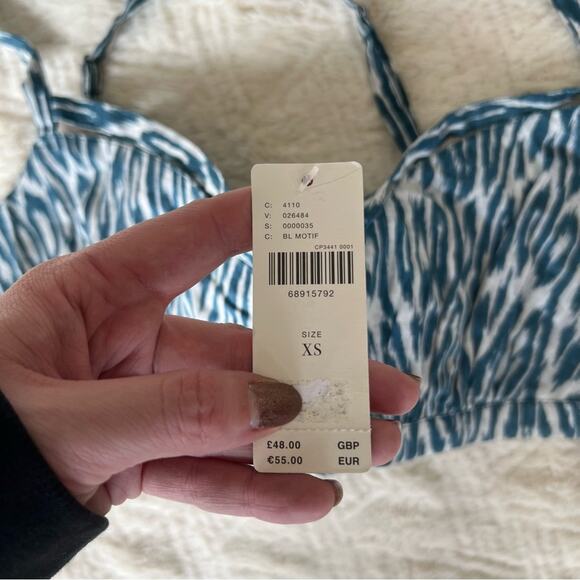 C: 4110
V: 026484
S: 0000035
C: BL MOTIF
CP3441 0001
68915792
SIZE
XS
£48.00 GBP
€55.00 EUR